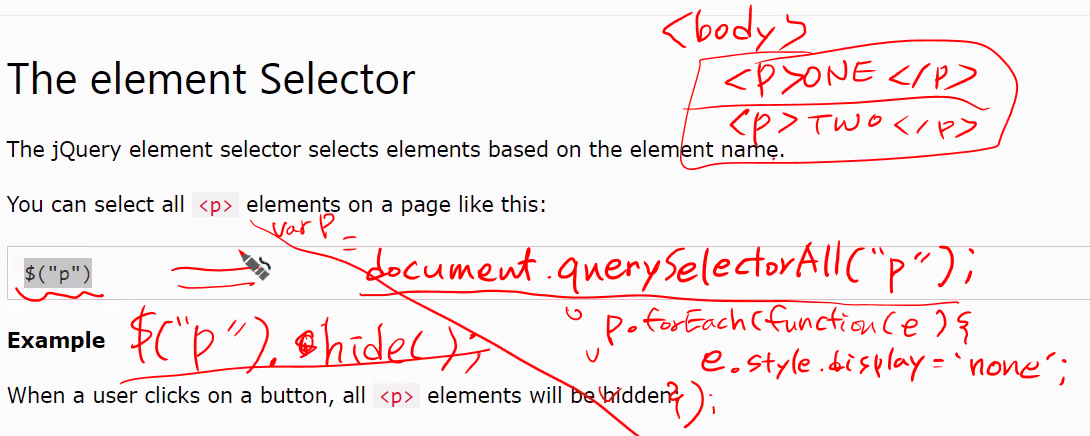 <body>
<p>ONE </p>
<p> TWO </p>
The element Selector
The jQuery element selector selects elements based on the element name.
You can select all <p> elements on a page like this:
var p =
$("p")
document.querySelectorAll("p");
p.forEach(function(e){
e.style.display='none';
});
Example
$("p").hide();
When a user clicks on a button, all <p> elements will be hidden: